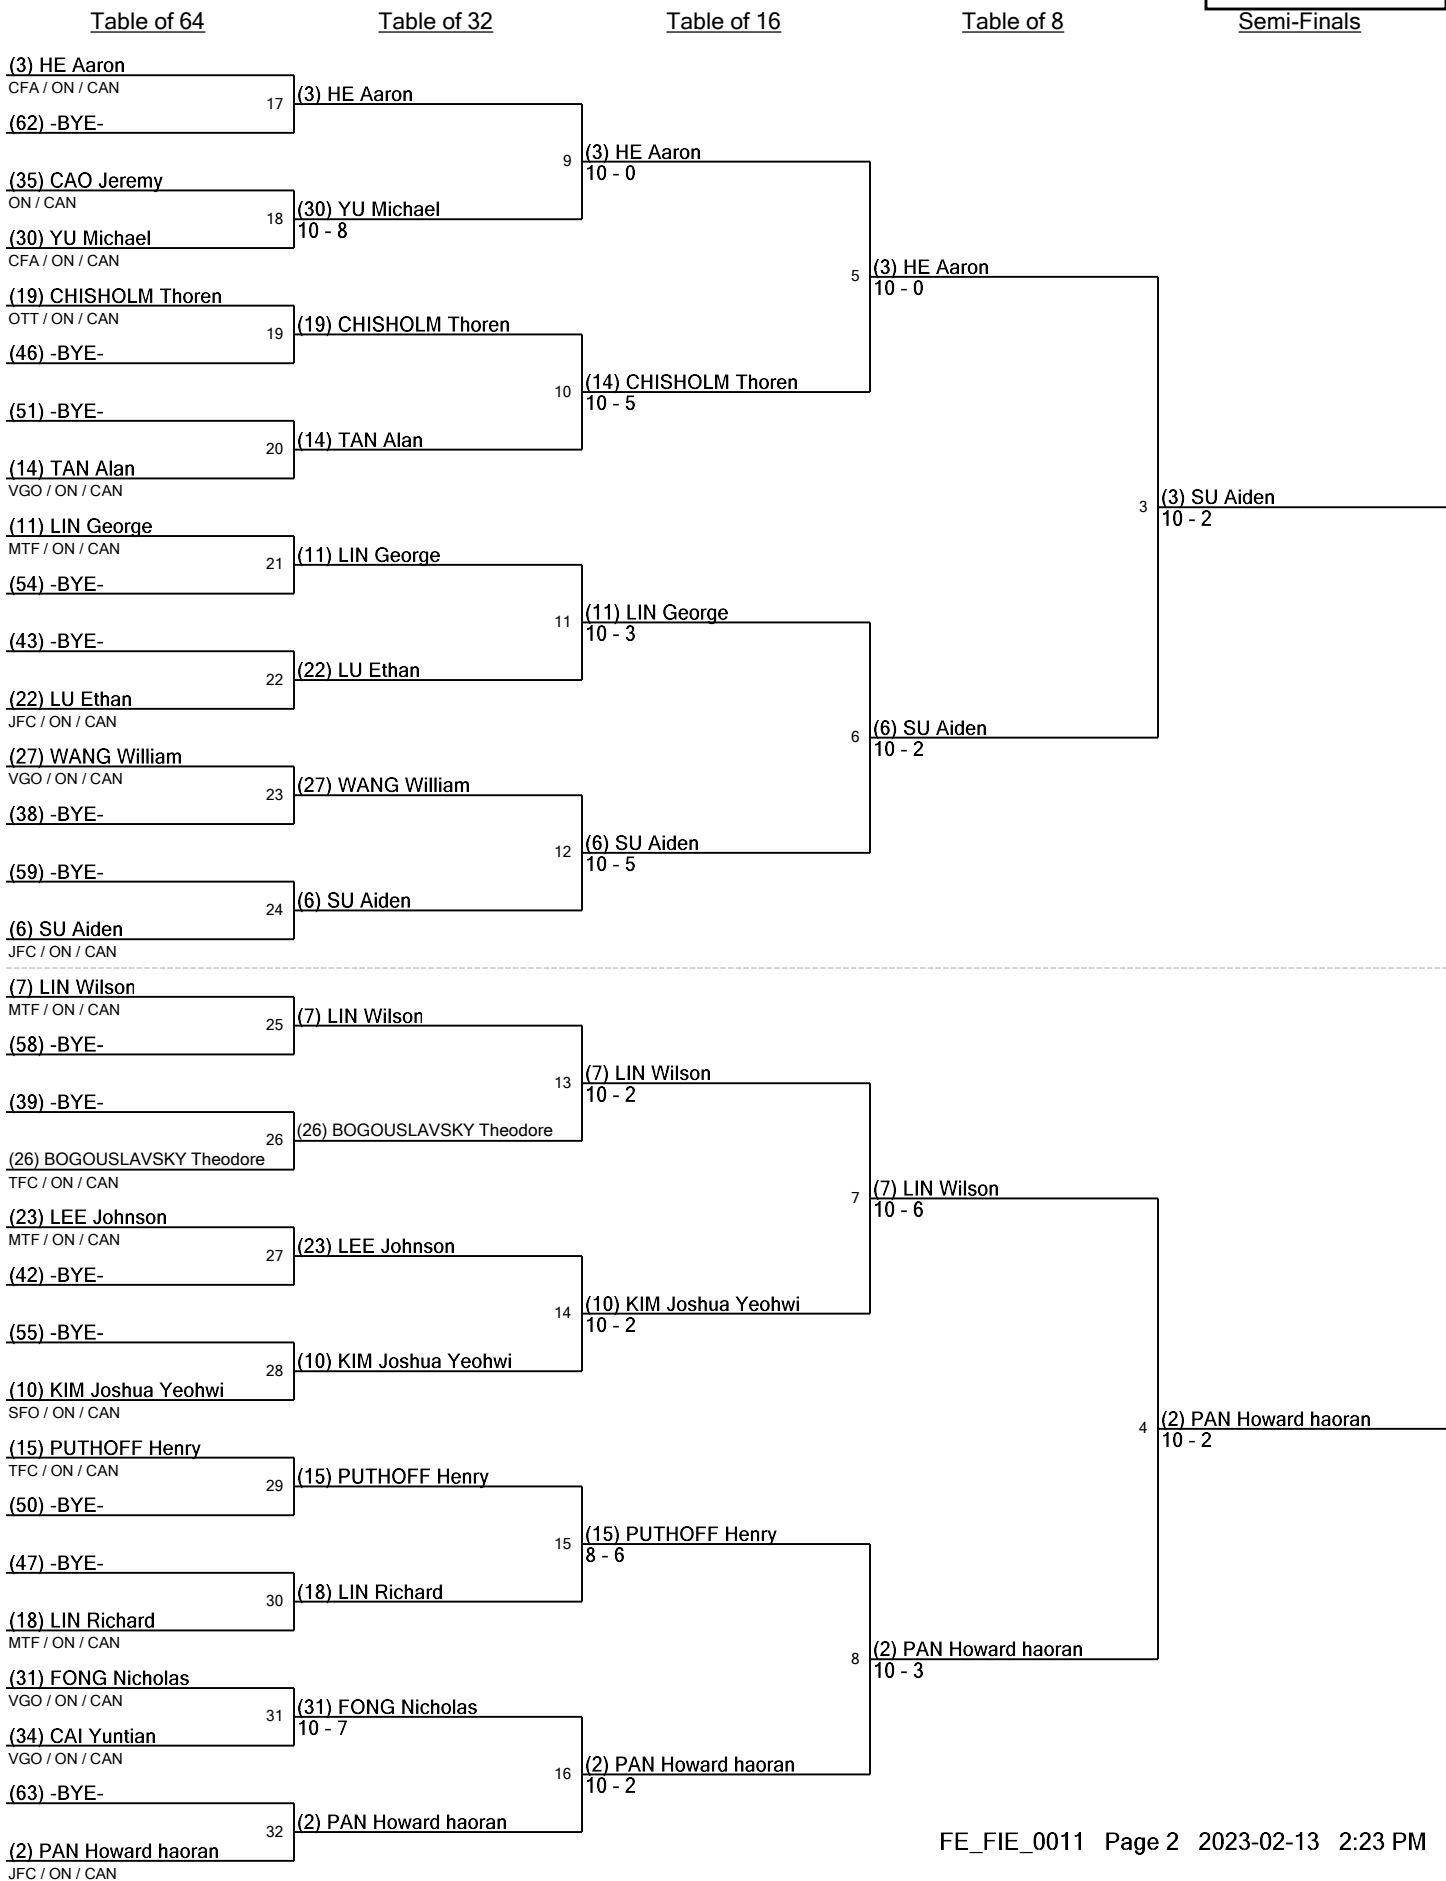 Table of 64
Table of 32
Table of 16
Table of 8
Semi-Finals
(3) HE Aaron
CFA / ON / CAN
17
(62) -BYE-
(3) HE Aaron
(35) CAO Jeremy
ON / CAN
18
(30) YU Michael
CFA / ON / CAN
(30) YU Michael
10 - 8
9
(3) HE Aaron
10 - 0
(19) CHISHOLM Thoren
OTT / ON / CAN
19
(46) -BYE-
(19) CHISHOLM Thoren
(51) -BYE-
20
(14) TAN Alan
VGO / ON / CAN
(14) TAN Alan
10
(14) CHISHOLM Thoren
10 - 5
5
(3) HE Aaron
10 - 0
(11) LIN George
MTF / ON / CAN
21
(54) -BYE-
(11) LIN George
(43) -BYE-
22
(22) LU Ethan
JFC / ON / CAN
(22) LU Ethan
11
(11) LIN George
10 - 3
(27) WANG William
VGO / ON / CAN
23
(38) -BYE-
(27) WANG William
(59) -BYE-
24
(6) SU Aiden
JFC / ON / CAN
(6) SU Aiden
12
(6) SU Aiden
10 - 5
6
(6) SU Aiden
10 - 2
3
(3) SU Aiden
10 - 2
(7) LIN Wilson
MTF / ON / CAN
25
(58) -BYE-
(7) LIN Wilson
(39) -BYE-
26
(26) BOGOUSLAVSKY Theodore
TFC / ON / CAN
(26) BOGOUSLAVSKY Theodore
13
(7) LIN Wilson
10 - 2
(23) LEE Johnson
MTF / ON / CAN
27
(42) -BYE-
(23) LEE Johnson
(55) -BYE-
28
(10) KIM Joshua Yeohwi
SFO / ON / CAN
(10) KIM Joshua Yeohwi
14
(10) KIM Joshua Yeohwi
10 - 2
7
(7) LIN Wilson
10 - 6
(15) PUTHOFF Henry
TFC / ON / CAN
29
(50) -BYE-
(15) PUTHOFF Henry
(47) -BYE-
30
(18) LIN Richard
MTF / ON / CAN
(18) LIN Richard
15
(15) PUTHOFF Henry
8 - 6
(31) FONG Nicholas
VGO / ON / CAN
31
(34) CAI Yuntian
VGO / ON / CAN
(31) FONG Nicholas
10 - 7
(63) -BYE-
32
(2) PAN Howard haoran
JFC / ON / CAN
(2) PAN Howard haoran
16
(2) PAN Howard haoran
10 - 2
8
(2) PAN Howard haoran
10 - 3
4
(2) PAN Howard haoran
10 - 2
FE_FIE_0011 Page 2 2023-02-13 2:23 PM